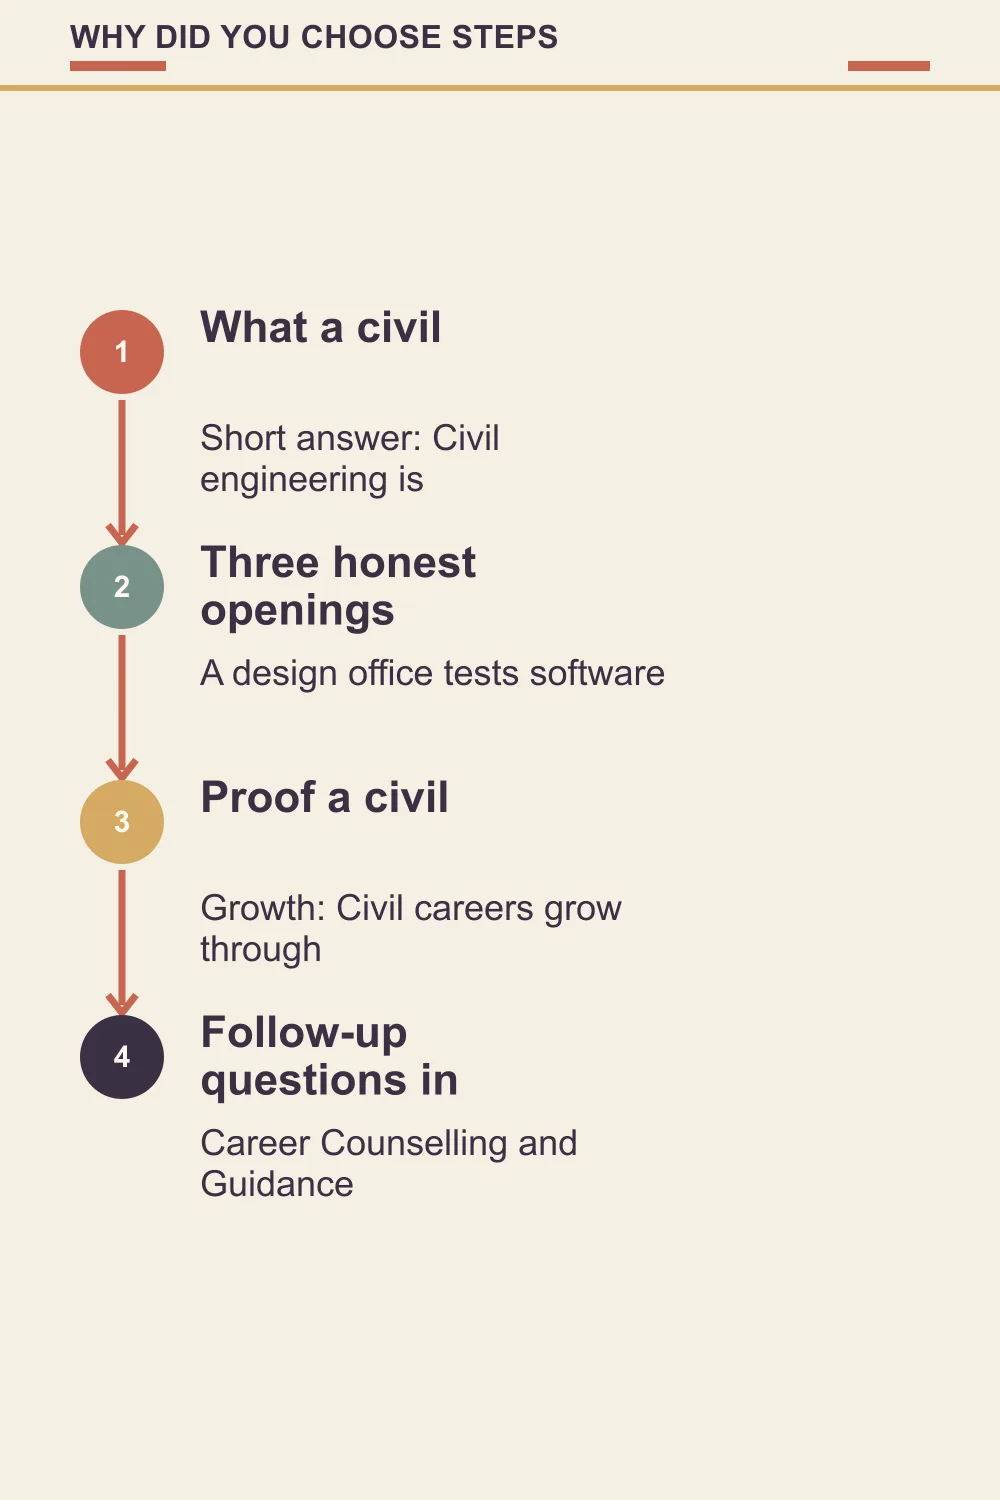 WHY DID YOU CHOOSE STEPS
1
What a civil
Short answer: Civil
engineering is
2
Three honest
openings
A design office tests software
3
Proof a civil
Growth: Civil careers grow
through
4
Follow-up
questions in
Career Counselling and
Guidance